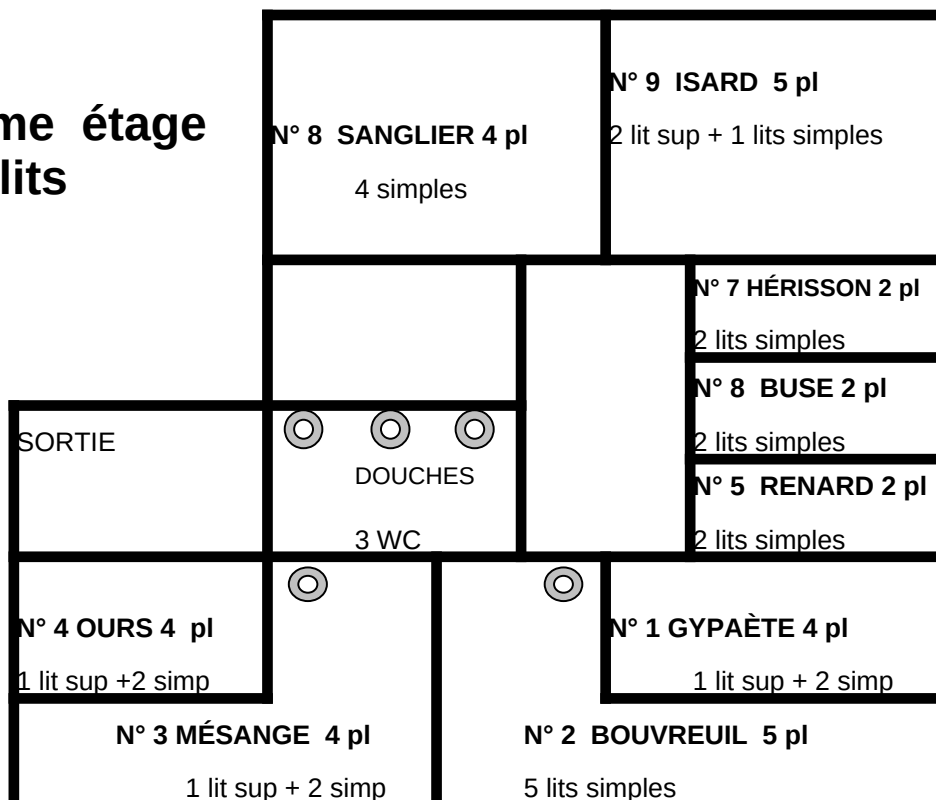 me étage
lits
N° 8 SANGLIER 4 pl
4 simples
N° 9 ISARD 5 pl
2 lit sup + 1 lits simples
N° 7 HÉRISSON 2 pl
2 lits simples
N° 8 BUSE 2 pl
2 lits simples
N° 5 RENARD 2 pl
2 lits simples
SORTIE
DOUCHES
3 WC
N° 4 OURS 4 pl
1 lit sup +2 simp
N° 1 GYPAÈTE 4 pl
1 lit sup + 2 simp
N° 3 MÉSANGE 4 pl
1 lit sup + 2 simp
N° 2 BOUVREUIL 5 pl
5 lits simples